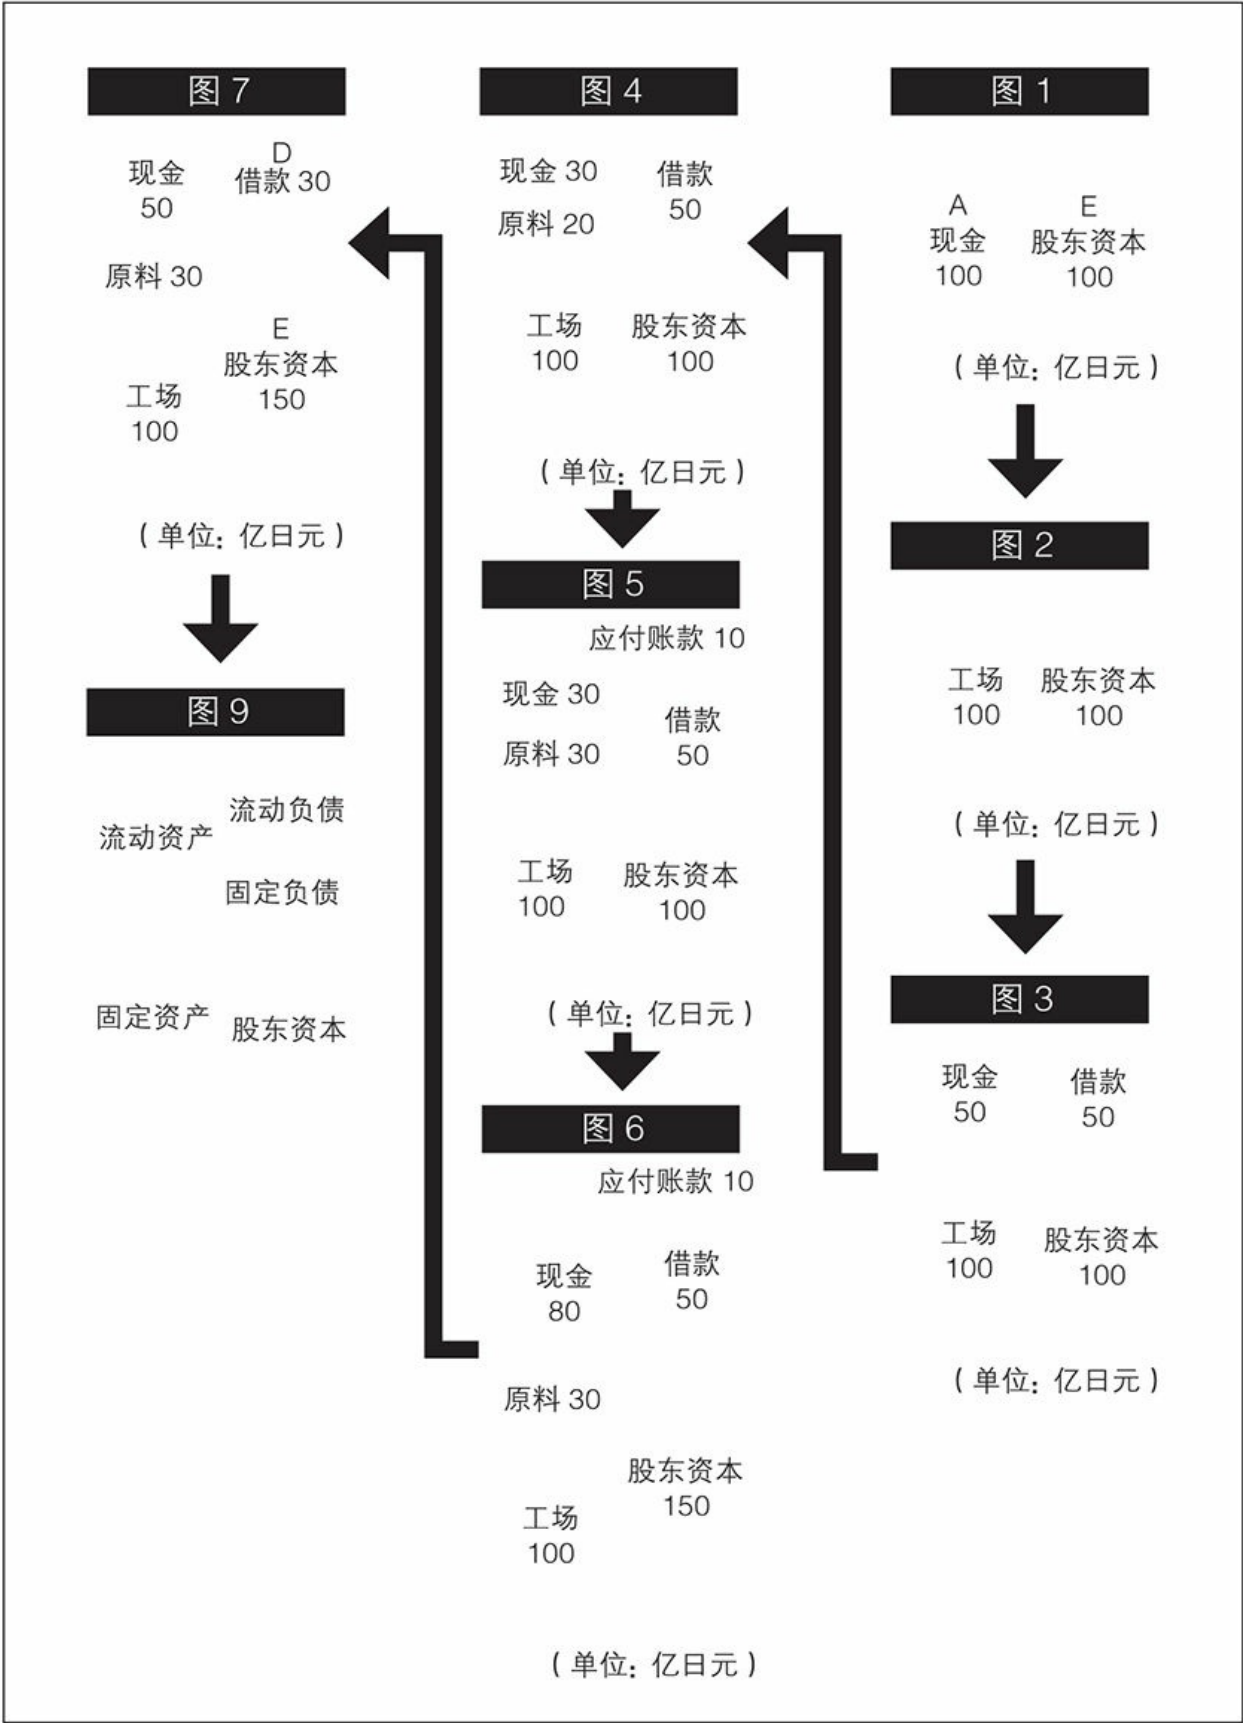 图 1
A
现金
100
E
股东资本
100
（单位：亿日元）
图 2
工场
100
股东资本
100
（单位：亿日元）
图 3
现金
50
借款
50
工场
100
股东资本
100
（单位：亿日元）
图 4
现金 30
原料 20
借款
50
工场
100
股东资本
100
（单位：亿日元）
图 5
应付账款 10
现金 30
原料 30
借款
50
工场
100
股东资本
100
（单位：亿日元）
图 6
应付账款 10
现金
80
借款
50
原料 30
股东资本
150
工场
100
（单位：亿日元）
图 7
现金
50
D
借款 30
原料 30
E
股东资本
150
工场
100
（单位：亿日元）
图 9
流动资产
流动负债
固定负债
固定资产
股东资本